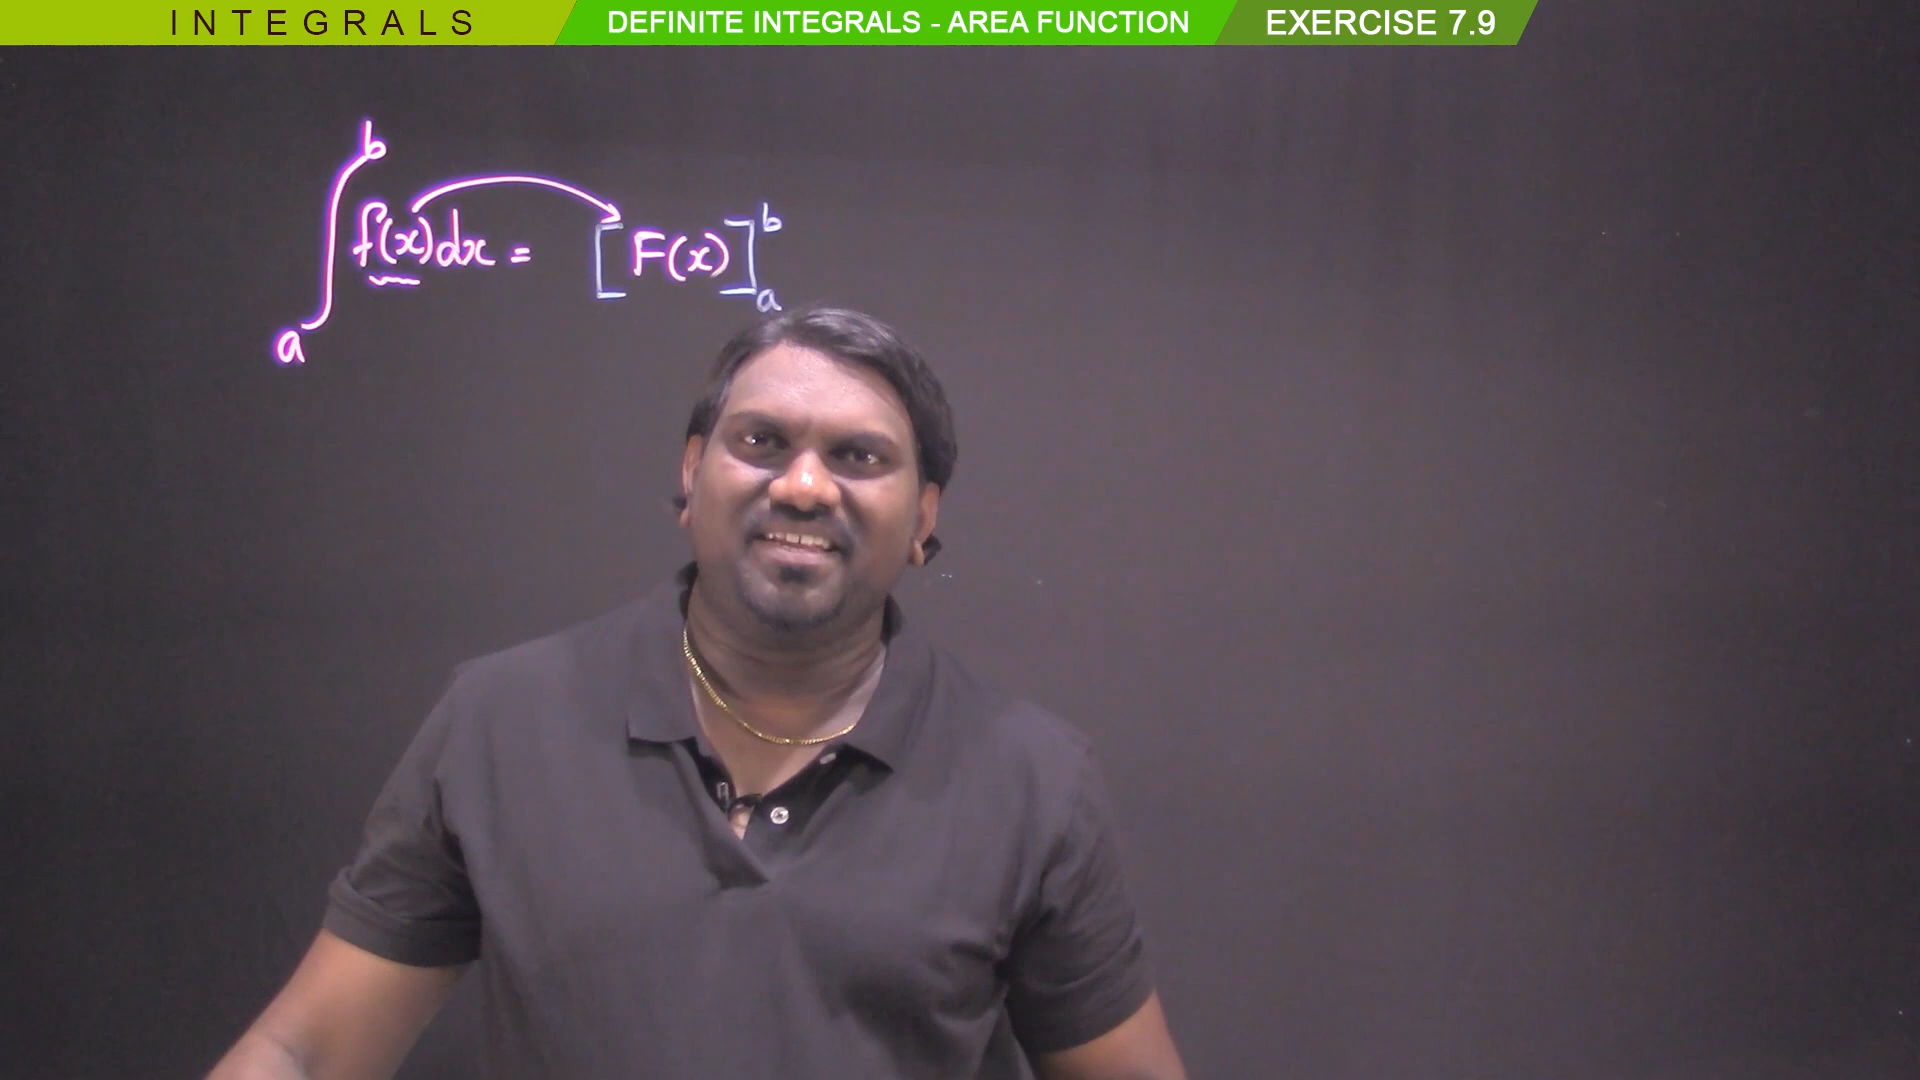 INTEGRALS DEFINITE INTEGRALS - AREA FUNCTION EXERCISE 7.9
∫ₐᵇ f(x)dx = [F(x)]ₐᵇ